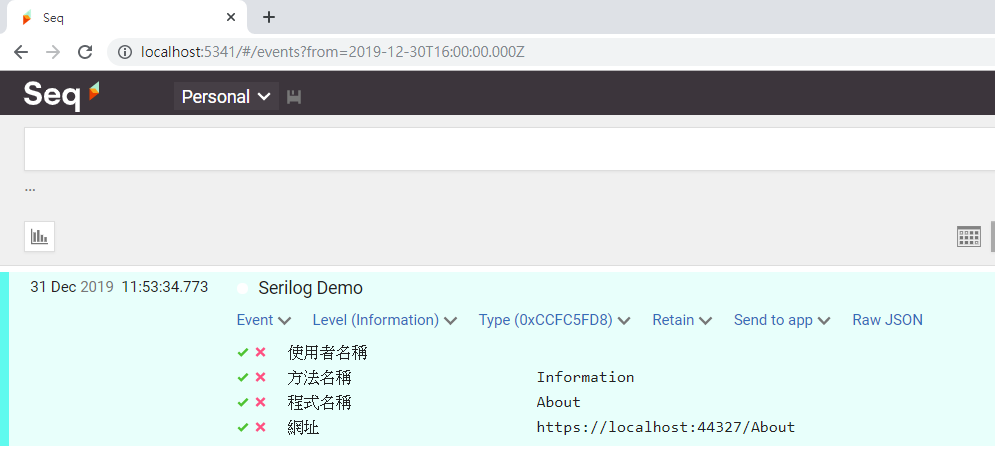 Seq
localhost:5341/#/events?from=2019-12-30T16:00:00.000Z
Seq
Personal
...
31 Dec 2019 11:53:34.773 Serilog Demo
Event Level (Information) Type (0xCCFC5FD8) Retain Send to app Raw JSON
使用者名稱
方法名稱 Information
程式名稱 About
網址 https://localhost:44327/About